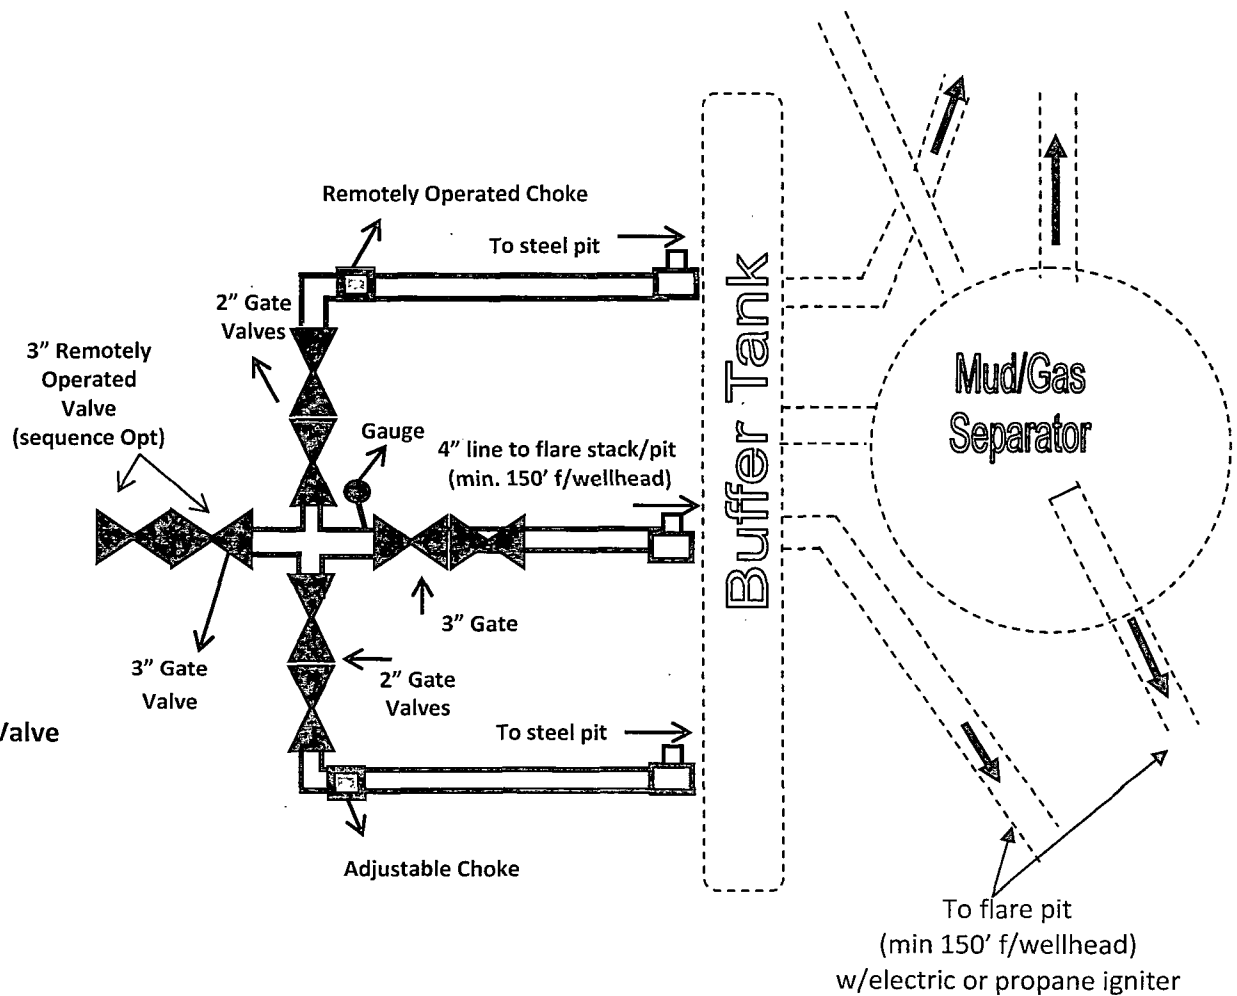 Remotely Operated Choke
To steel pit
2” Gate
Valves
3” Remotely
Operated
Valve
(sequence Opt)
Gauge
4” line to flare stack/pit
(min. 150’ f/wellhead)
Buffer Tank
Mud/Gas
Separator
3” Gate
3” Gate
Valve
2” Gate
Valves
Valve
To steel pit
Adjustable Choke
To flare pit
(min 150’ f/wellhead)
w/electric or propane igniter